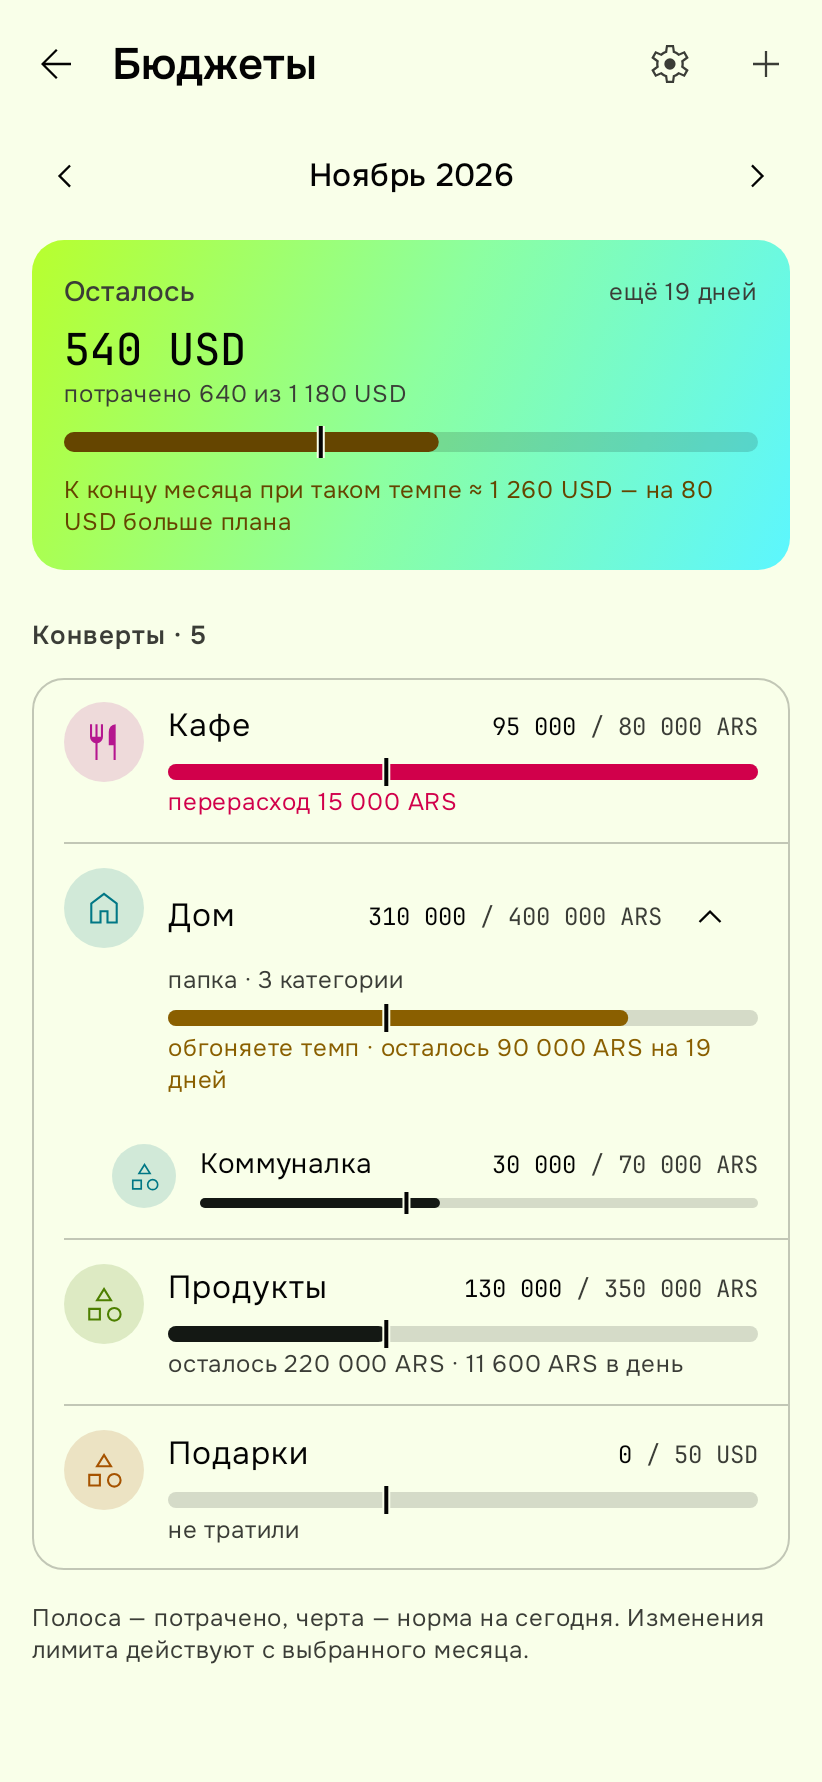 Бюджеты
Ноябрь 2026
Осталось
ещё 19 дней
540 USD
потрачено 640 из 1 180 USD
К концу месяца при таком темпе ≈ 1 260 USD — на 80
USD больше плана
Конверты · 5
Кафе
95 000 / 80 000 ARS
перерасход 15 000 ARS
Дом
310 000 / 400 000 ARS
папка · 3 категории
обгоняете темп · осталось 90 000 ARS на 19
дней
Коммуналка
30 000 / 70 000 ARS
Продукты
130 000 / 350 000 ARS
осталось 220 000 ARS · 11 600 ARS в день
Подарки
0 / 50 USD
не тратили
Полоса — потрачено, черта — норма на сегодня. Изменения
лимита действуют с выбранного месяца.